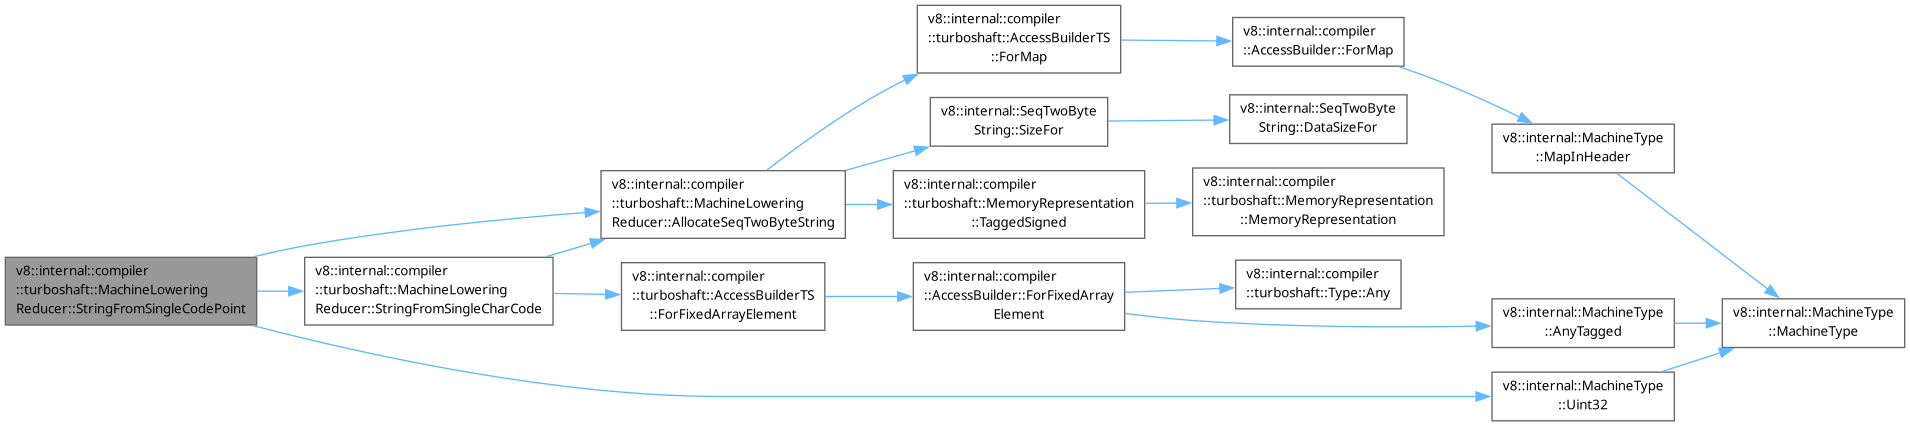 v8::internal::compiler
::turboshaft::MachineLowering
Reducer::StringFromSingleCodePoint
v8::internal::compiler
::turboshaft::MachineLowering
Reducer::StringFromSingleCharCode
v8::internal::compiler
::turboshaft::MachineLowering
Reducer::AllocateSeqTwoByteString
v8::internal::compiler
::turboshaft::AccessBuilderTS
::ForFixedArrayElement
v8::internal::compiler
::turboshaft::AccessBuilderTS
::ForMap
v8::internal::SeqTwoByte
String::SizeFor
v8::internal::compiler
::turboshaft::MemoryRepresentation
::TaggedSigned
v8::internal::compiler
::AccessBuilder::ForFixedArray
Element
v8::internal::compiler
::AccessBuilder::ForMap
v8::internal::SeqTwoByte
String::DataSizeFor
v8::internal::compiler
::turboshaft::MemoryRepresentation
::MemoryRepresentation
v8::internal::compiler
::turboshaft::Type::Any
v8::internal::MachineType
::MapInHeader
v8::internal::MachineType
::AnyTagged
v8::internal::MachineType
::Uint32
v8::internal::MachineType
::MachineType